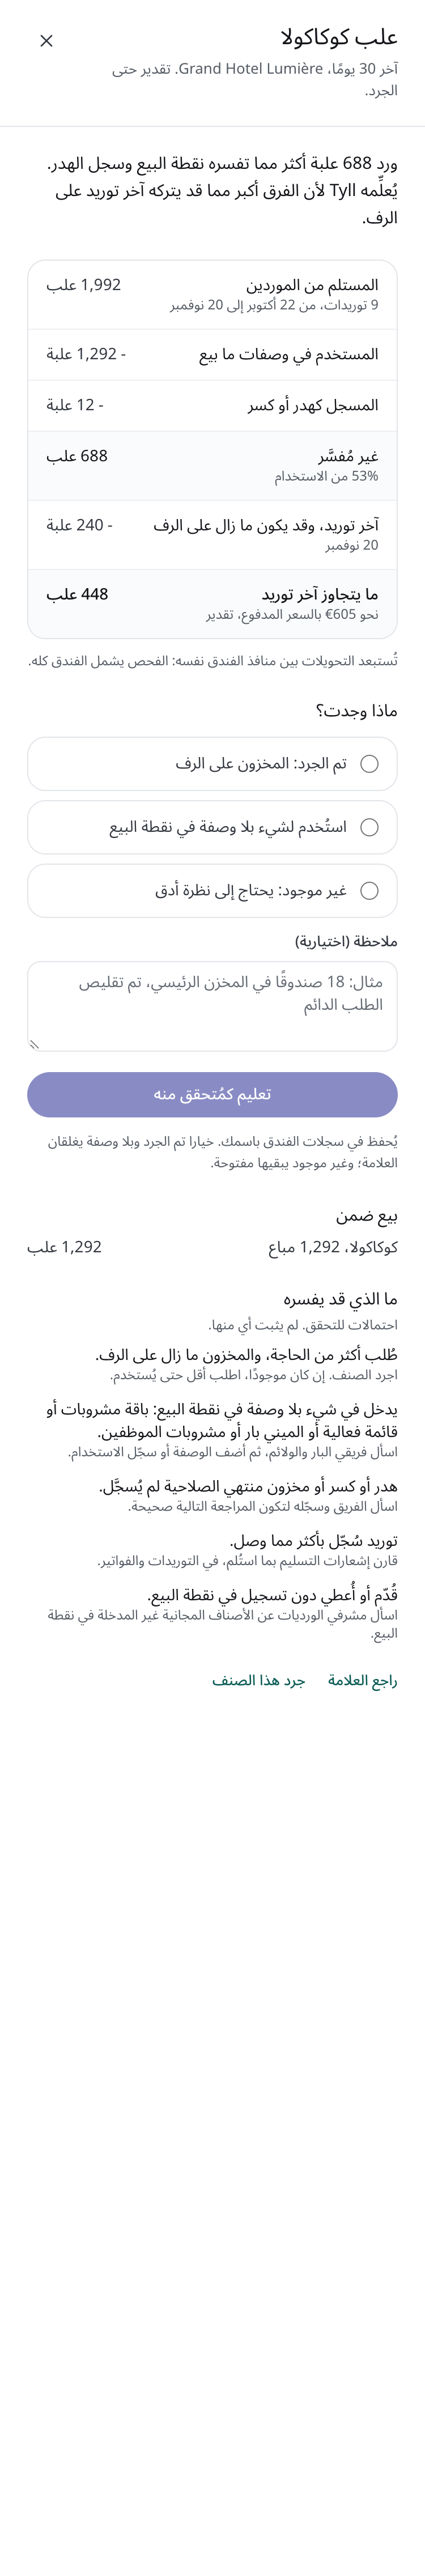 علب كوكاكولا
آخر 30 يومًا، Grand Hotel Lumière. تقدير حتى
الجرد.
ورد 688 علبة أكثر مما تفسره نقطة البيع وسجل الهدر.
يُعلِّمه Tyll لأن الفرق أكبر مما قد يتركه آخر توريد على
الرف.
المستلم من الموردين 1,992 علب
9 توريدات، من 22 أكتوبر إلى 20 نوفمبر
المستخدم في وصفات ما بيع - 1,292 علبة
المسجل كهدر أو كسر - 12 علبة
غير مُفسَّر 688 علب
53% من الاستخدام
آخر توريد، وقد يكون ما زال على الرف - 240 علبة
20 نوفمبر
ما يتجاوز آخر توريد 448 علب
نحو 605€ بالسعر المدفوع، تقدير
تُستبعد التحويلات بين منافذ الفندق نفسه: الفحص يشمل الفندق كله.
ماذا وجدت؟
تم الجرد: المخزون على الرف
استُخدم لشيء بلا وصفة في نقطة البيع
غير موجود: يحتاج إلى نظرة أدق
ملاحظة (اختيارية)
مثال: 18 صندوقًا في المخزن الرئيسي، تم تقليص
الطلب الدائم
تعليم كمُتحقق منه
يُحفظ في سجلات الفندق باسمك. خيارا تم الجرد وبلا وصفة يغلقان
العلامة؛ وغير موجود يبقيها مفتوحة.
بيع ضمن
كوكاكولا، 1,292 مباع 1,292 علب
ما الذي قد يفسره
احتمالات للتحقق. لم يثبت أي منها.
طُلب أكثر من الحاجة، والمخزون ما زال على الرف.
اجرد الصنف. إن كان موجودًا، اطلب أقل حتى يُستخدم.
يدخل في شيء بلا وصفة في نقطة البيع: باقة مشروبات أو
قائمة فعالية أو الميني بار أو مشروبات الموظفين.
اسأل فريقي البار والولائم، ثم أضف الوصفة أو سجّل الاستخدام.
هدر أو كسر أو مخزون منتهي الصلاحية لم يُسجَّل.
اسأل الفريق وسجّله لتكون المراجعة التالية صحيحة.
توريد سُجّل بأكثر مما وصل.
قارن إشعارات التسليم بما استُلم، في التوريدات والفواتير.
قُدّم أو أُعطي دون تسجيل في نقطة البيع.
اسأل مشرفي الورديات عن الأصناف المجانية غير المدخلة في نقطة
البيع.
راجع العلامة جرد هذا الصنف